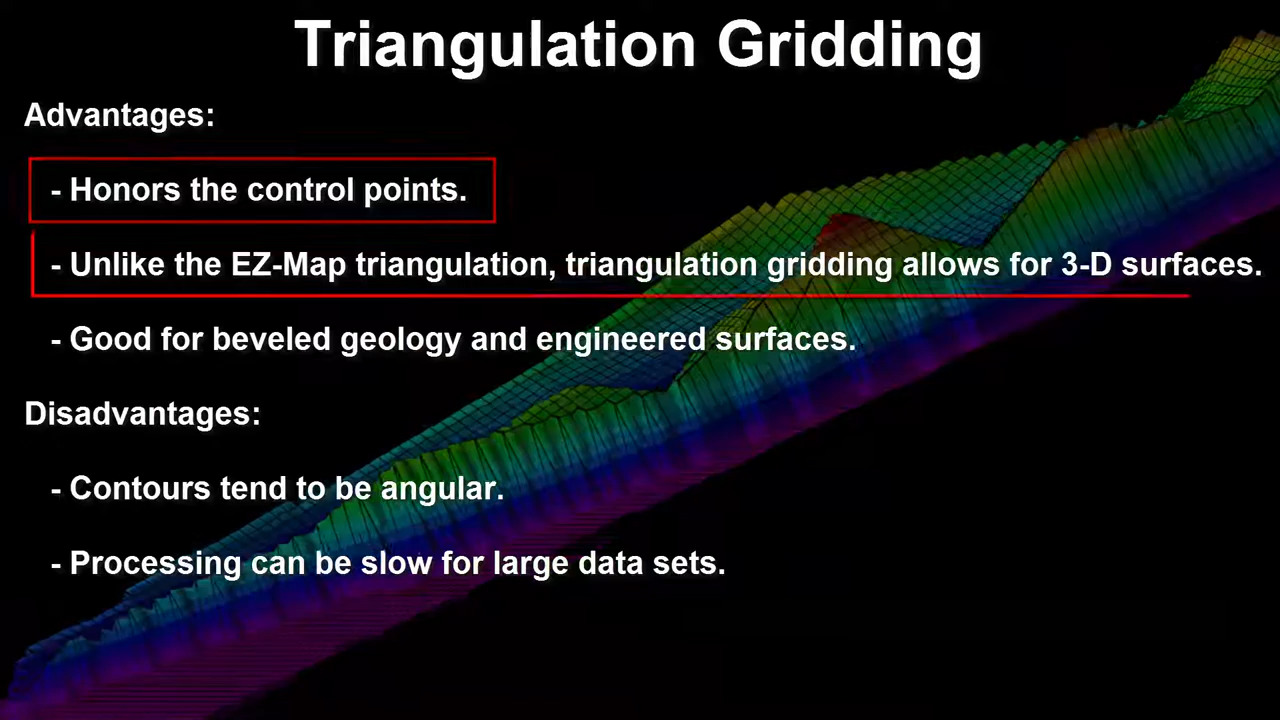 Triangulation Gridding
Advantages:
- Honors the control points.
- Unlike the EZ-Map triangulation, triangulation gridding allows for 3-D surfaces.
- Good for beveled geology and engineered surfaces.
Disadvantages:
- Contours tend to be angular.
- Processing can be slow for large data sets.